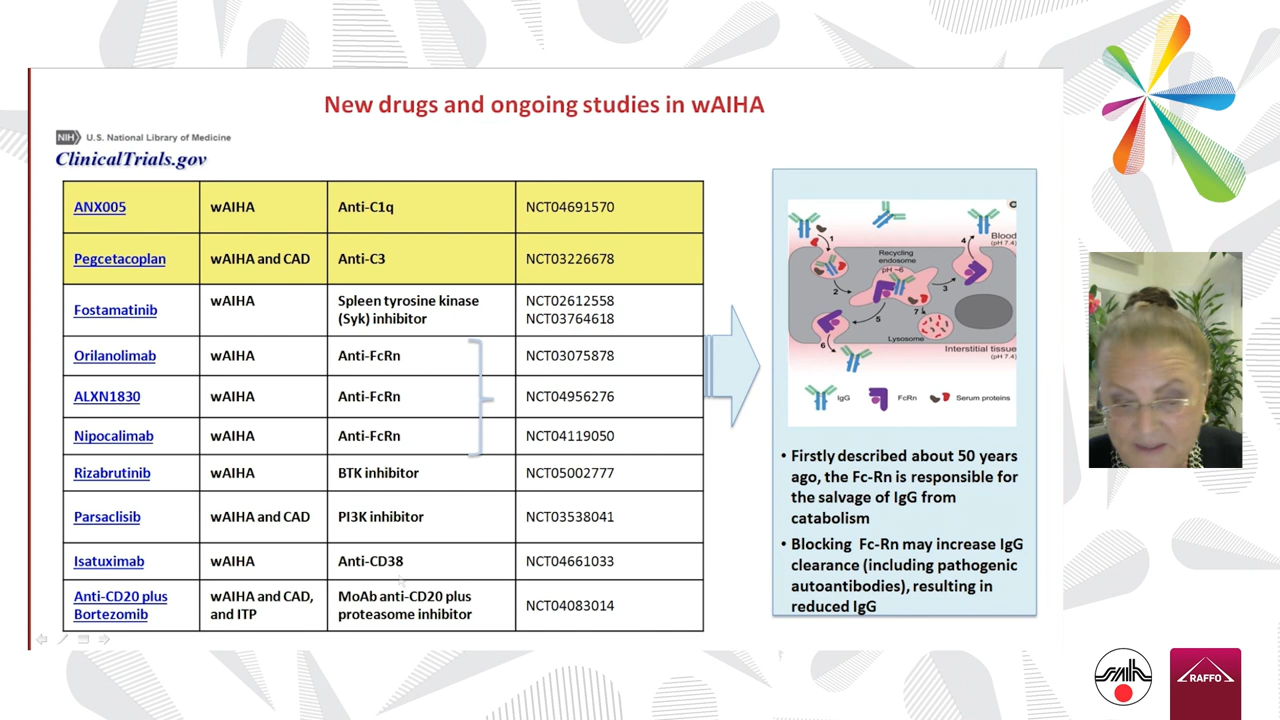 New drugs and ongoing studies in wAIHA
NIH U.S. National Library of Medicine
ClinicalTrials.gov
ANX005 wAIHA Anti-C1q NCT04691570
Pegcetacoplan wAIHA and CAD Anti-C3 NCT03226678
Fostamatinib wAIHA Spleen tyrosine kinase (Syk) inhibitor NCT02612558 NCT03764618
Orilanolimab wAIHA Anti-FcRn NCT03075878
ALXN1830 wAIHA Anti-FcRn NCT04956276
Nipocalimab wAIHA Anti-FcRn NCT04119050
Rizabrutinib wAIHA BTK inhibitor NCT05002777
Parsaclisib wAIHA and CAD PI3K inhibitor NCT03538041
Isatuximab wAIHA Anti-CD38 NCT04661033
Anti-CD20 plus Bortezomib wAIHA and CAD, and ITP MoAb anti-CD20 plus proteasome inhibitor NCT04083014
C
1
4
Blood
(pH 7.4)
Recycling
endosome
pH ~6
2
3
5
7
6
Lysosome
Interstitial tissue
(pH 7.4)
IgG FcRn Serum proteins
• Firstly described about 50 years
ago, the Fc-Rn is responsible for
the salvage of IgG from
catabolism
• Blocking Fc-Rn may increase IgG
clearance (including pathogenic
autoantibodies), resulting in
reduced IgG
RAFFO